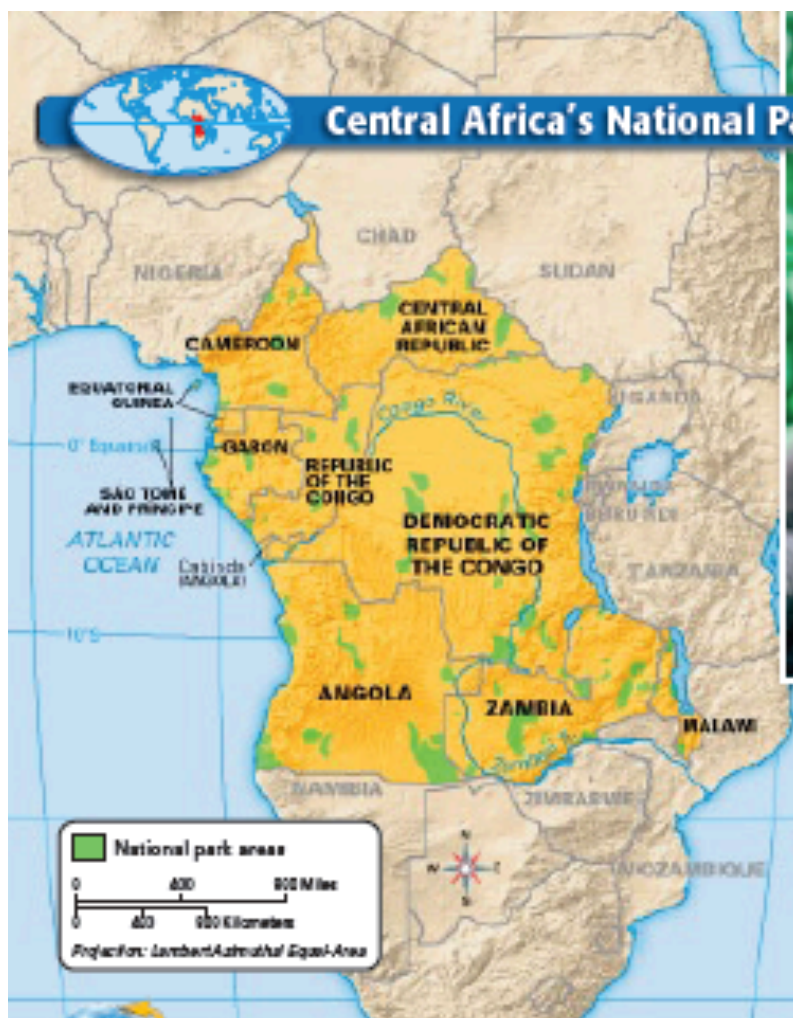 Central Africa's National Pa
CHAD
NIGERIA
SUDAN
CENTRAL
AFRICAN
REPUBLIC
CAMEROON
EQUATORIAL
GUINEA
Congo River
UGANDA
0° Equator
GABON
REPUBLIC
OF THE
CONGO
RWANDA
BURUNDI
SÃO TOMÉ
AND PRÍNCIPE
DEMOCRATIC
REPUBLIC OF
THE CONGO
ATLANTIC
OCEAN
Cabinda
(ANGOLA)
TANZANIA
10°S
ANGOLA
ZAMBIA
MALAWI
Zambezi R.
NAMIBIA
ZIMBABWE
MOZAMBIQUE
N
W E
S
National park areas
0 400 800 Miles
0 400 800 Kilometers
Projection: Lambert Azimuthal Equal-Area